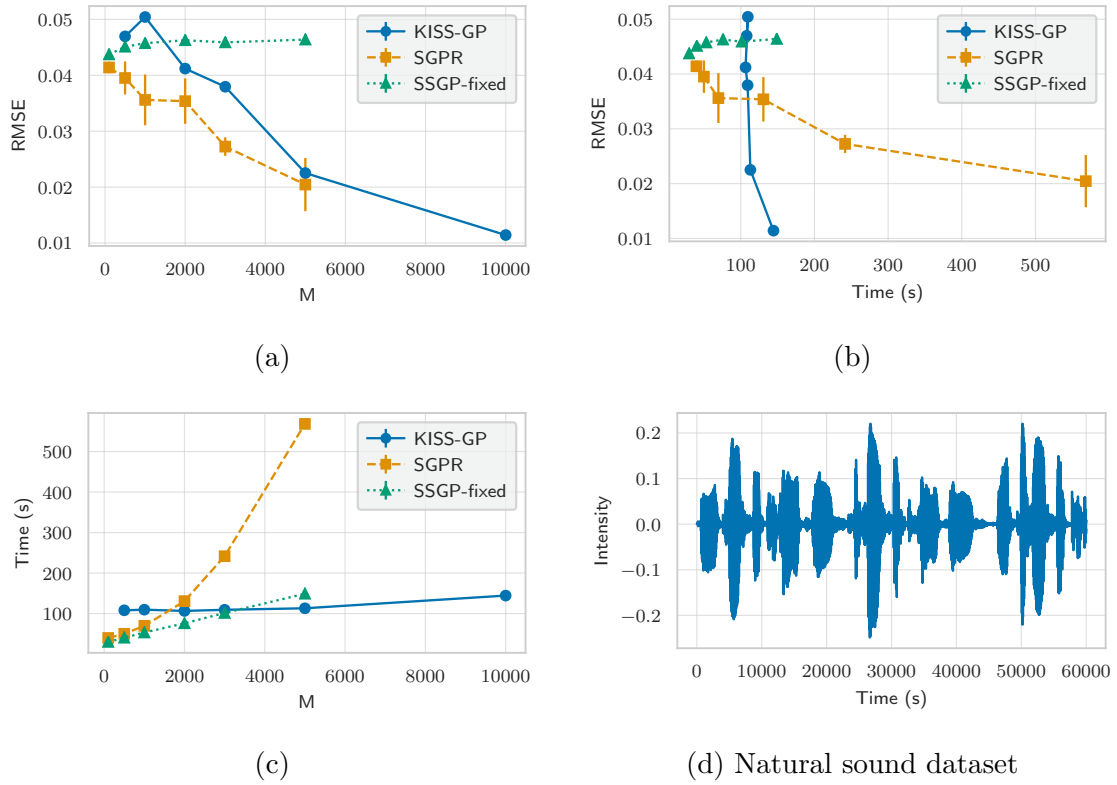 0.05
0.04
0.03
0.02
0.01
RMSE
KISS-GP
SGPR
SSGP-fixed
0 2000 4000 6000 8000 10000
M
(a)
0.05
0.04
0.03
0.02
0.01
RMSE
KISS-GP
SGPR
SSGP-fixed
100 200 300 400 500
Time (s)
(b)
500
400
300
200
100
Time (s)
KISS-GP
SGPR
SSGP-fixed
0 2000 4000 6000 8000 10000
M
(c)
0.2
0.1
0.0
−0.1
−0.2
Intensity
0 10000 20000 30000 40000 50000 60000
Time (s)
(d) Natural sound dataset